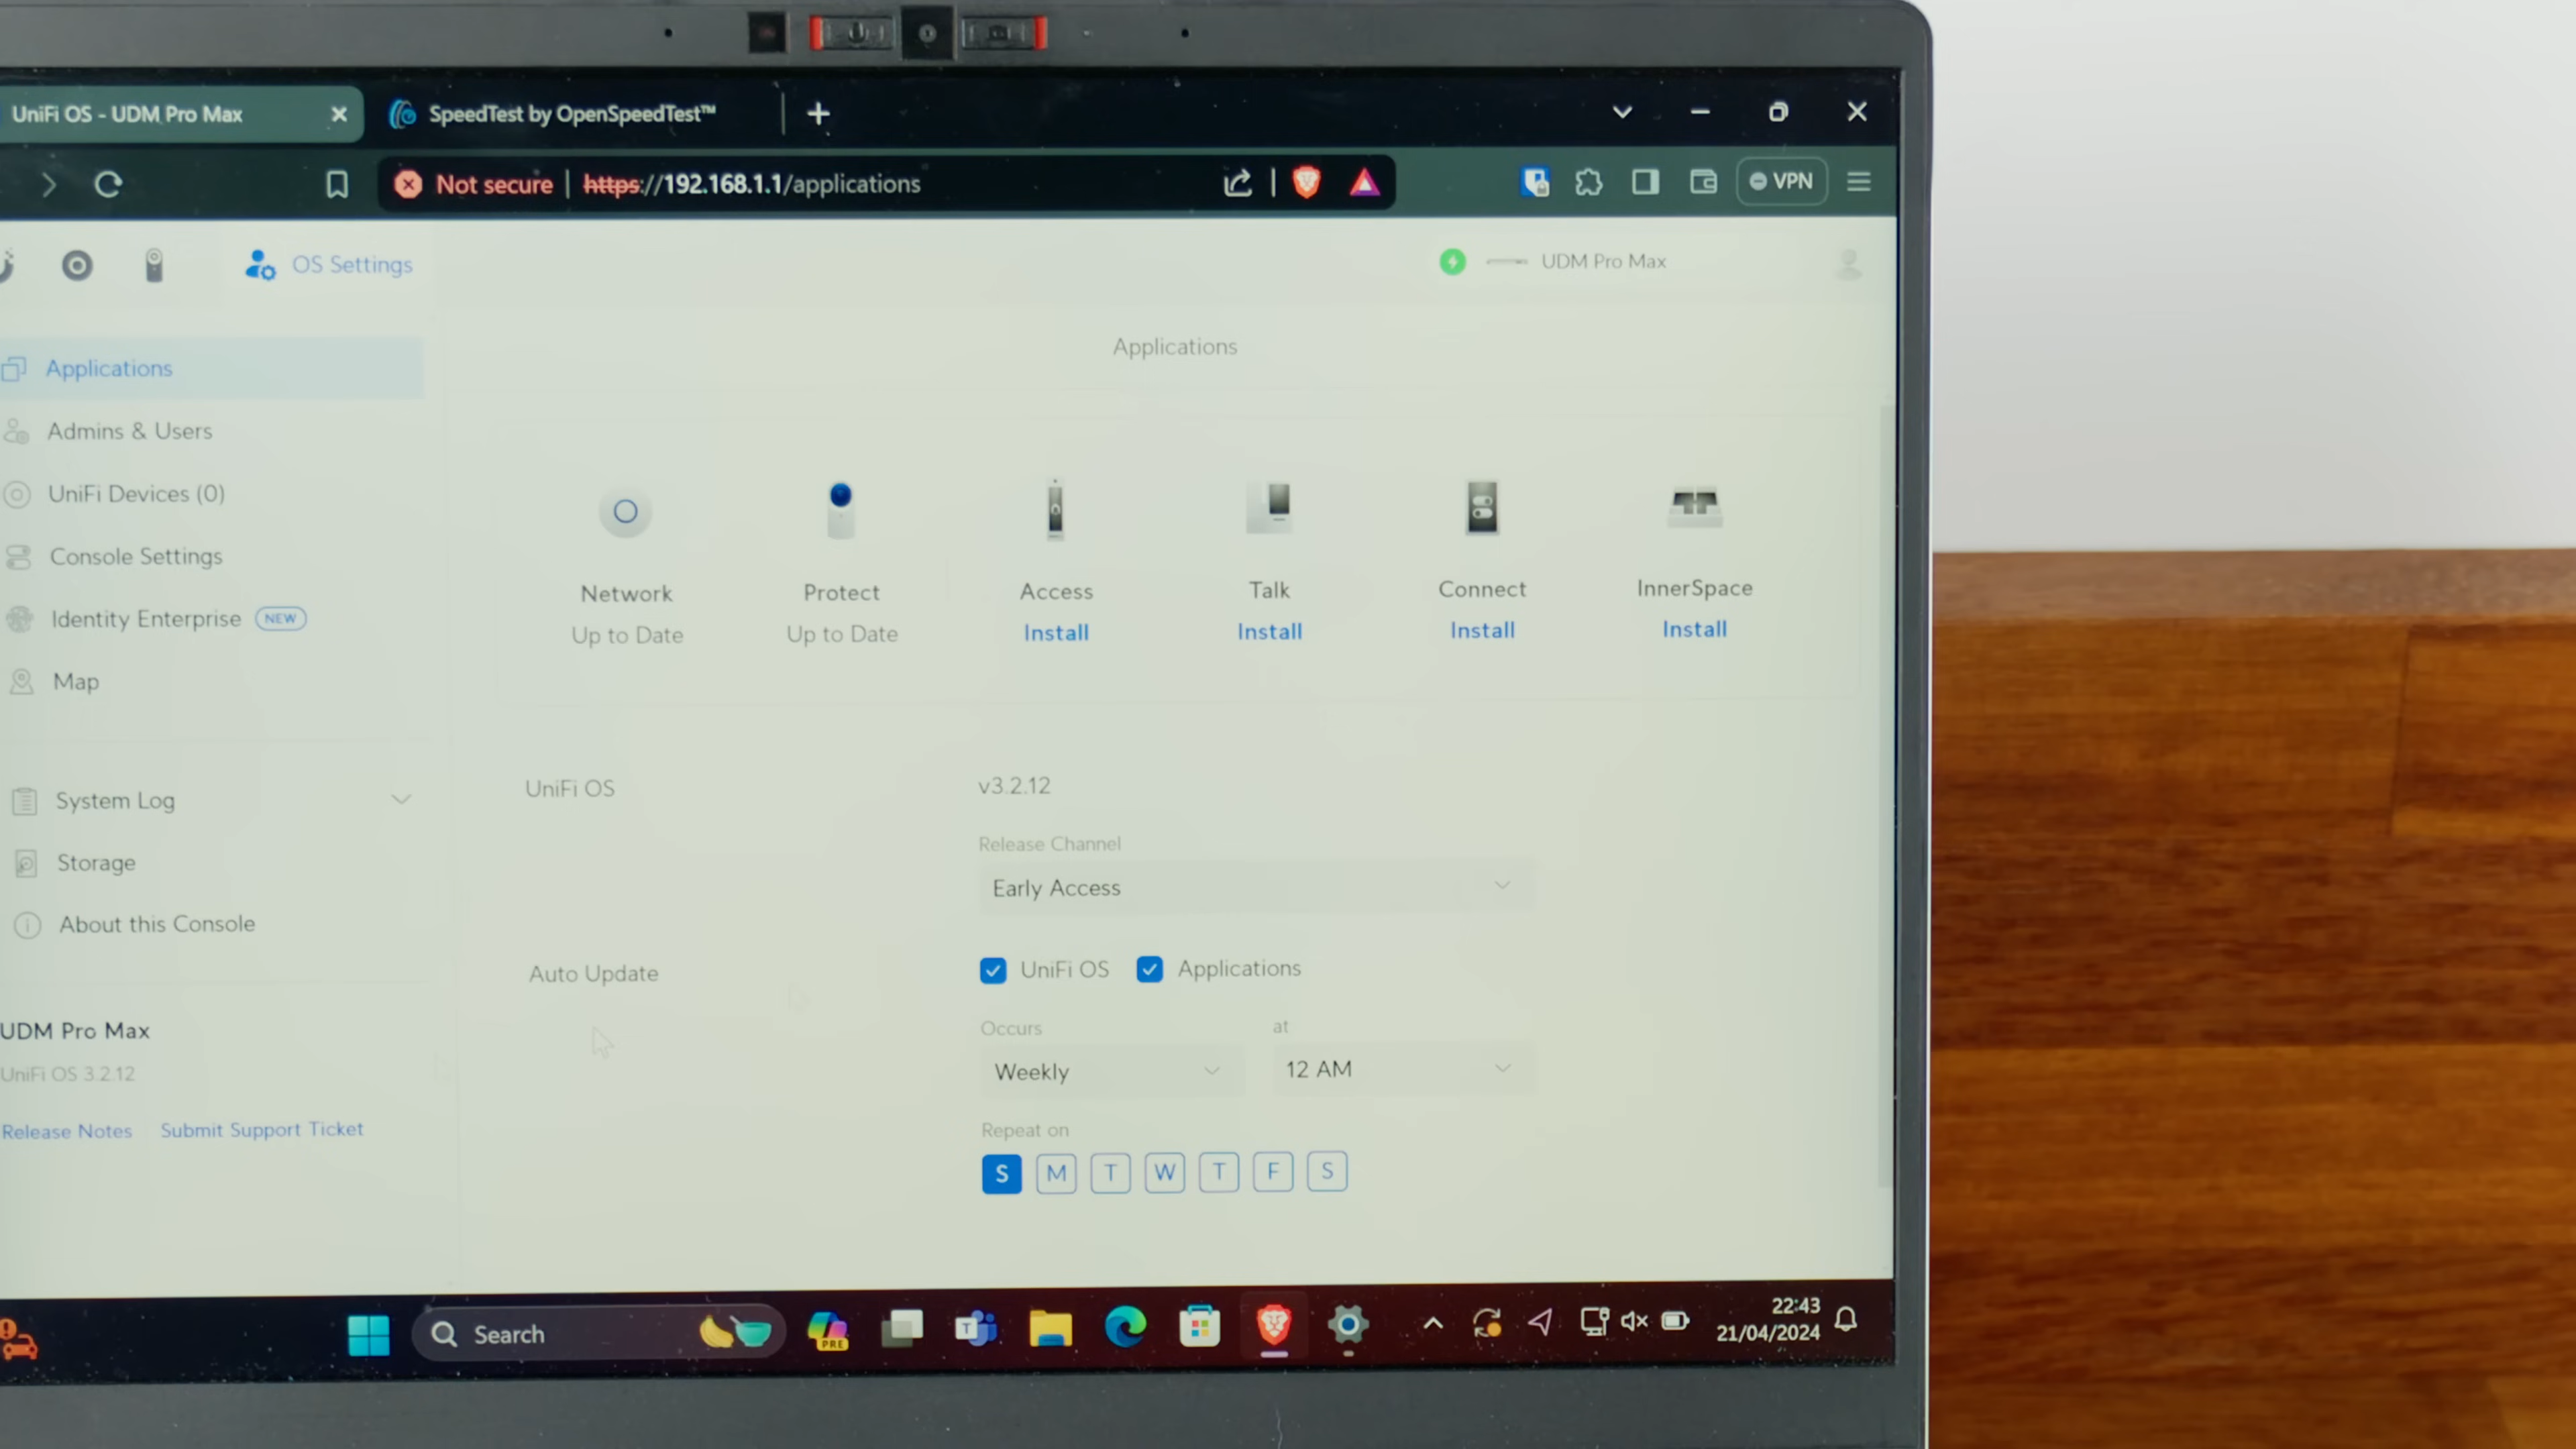 UniFi OS - UDM Pro Max
SpeedTest by OpenSpeedTest™
Not secure
https://192.168.1.1/applications
VPN
OS Settings
UDM Pro Max
Applications
Applications
Admins & Users
UniFi Devices (0)
Console Settings
Identity Enterprise NEW
Map
Network
Up to Date
Protect
Up to Date
Access
Install
Talk
Install
Connect
Install
InnerSpace
Install
System Log
Storage
About this Console
UDM Pro Max
UniFi OS 3.2.12
Release Notes
Submit Support Ticket
UniFi OS
v3.2.12
Release Channel
Early Access
Auto Update
UniFi OS
Applications
Occurs
at
Weekly
12 AM
Repeat on
S M T W T F S
Search
PRE
T
22:43
21/04/2024